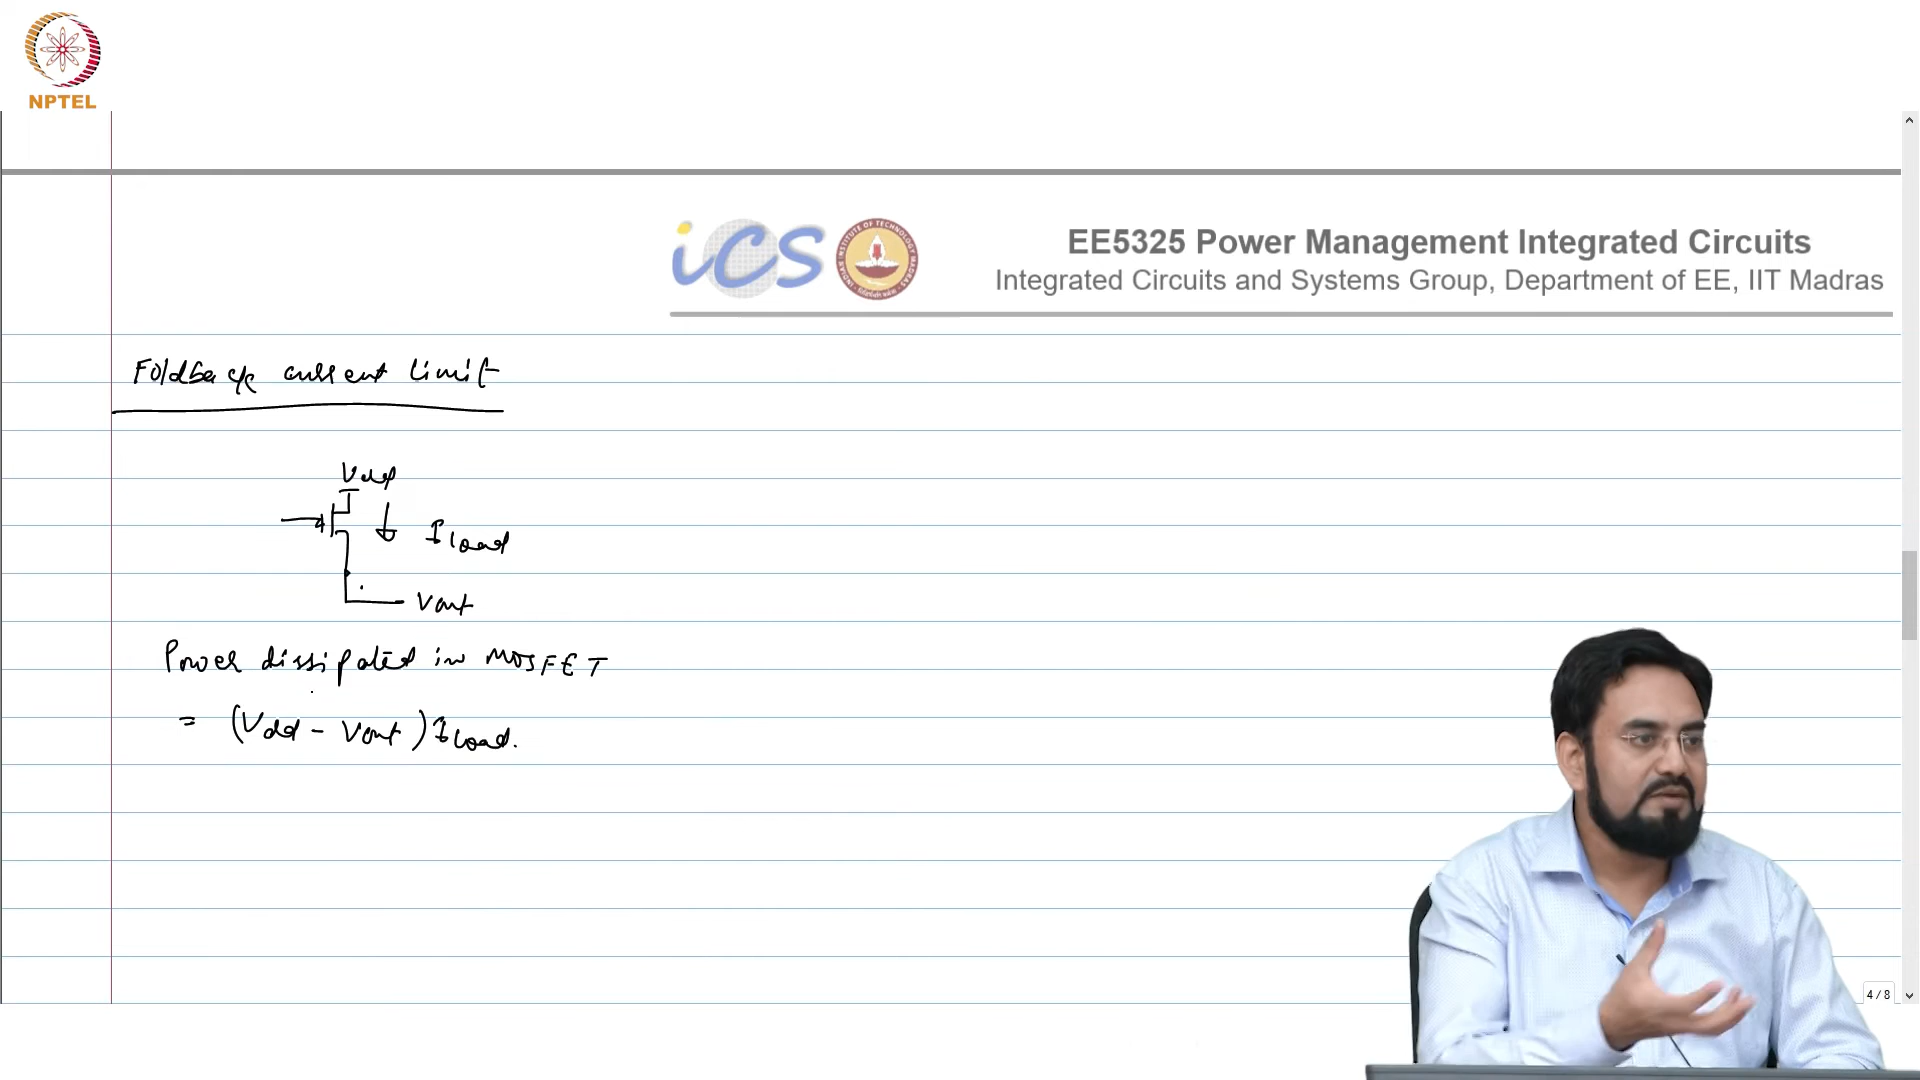 NPTEL
iCS
EE5325 Power Management Integrated Circuits
Integrated Circuits and Systems Group, Department of EE, IIT Madras
Foldback current limit
Vdd
ILoad
Vout
Power dissipated in MOSFET
= (Vdd - Vout) ILoad.
4 / 8